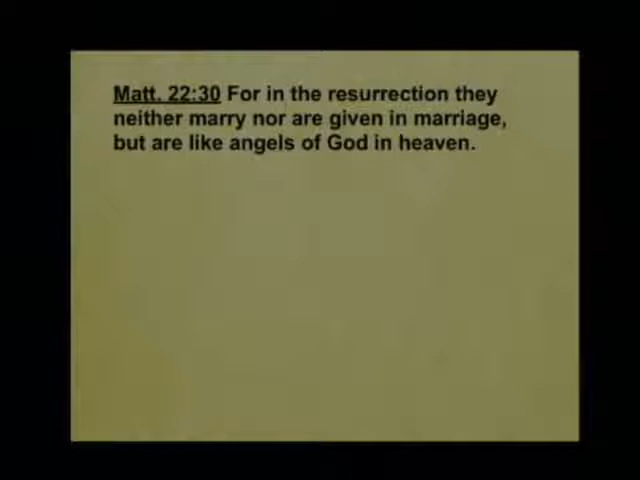 Matt. 22:30 For in the resurrection they
neither marry nor are given in marriage,
but are like angels of God in heaven.